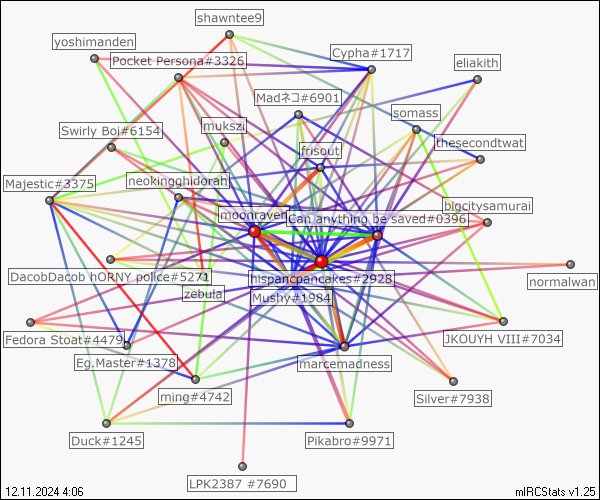 shawntee9
yoshimanden
Pocket Persona#3326
Cypha#1717
eliakith
Madネコ#6901
somass
mukszi
Swirly Boi#6154
thesecondtwat
frisout
Majestic#3375
neokingghidorah
bigcitysamurai
moonraven
Can anything be saved#0396
DacobDacob hORNY police#5271
hispancpancakes#2928
normalwan
zebula
Mushy#1984
Fedora Stoat#4479
JKOUYH VIII#7034
Eg.Master#1378
marcemadness
ming#4742
Silver#7938
Duck#1245
Pikabro#9971
LPK2387 #7690
12.11.2024 4:06
mIRCStats v1.25